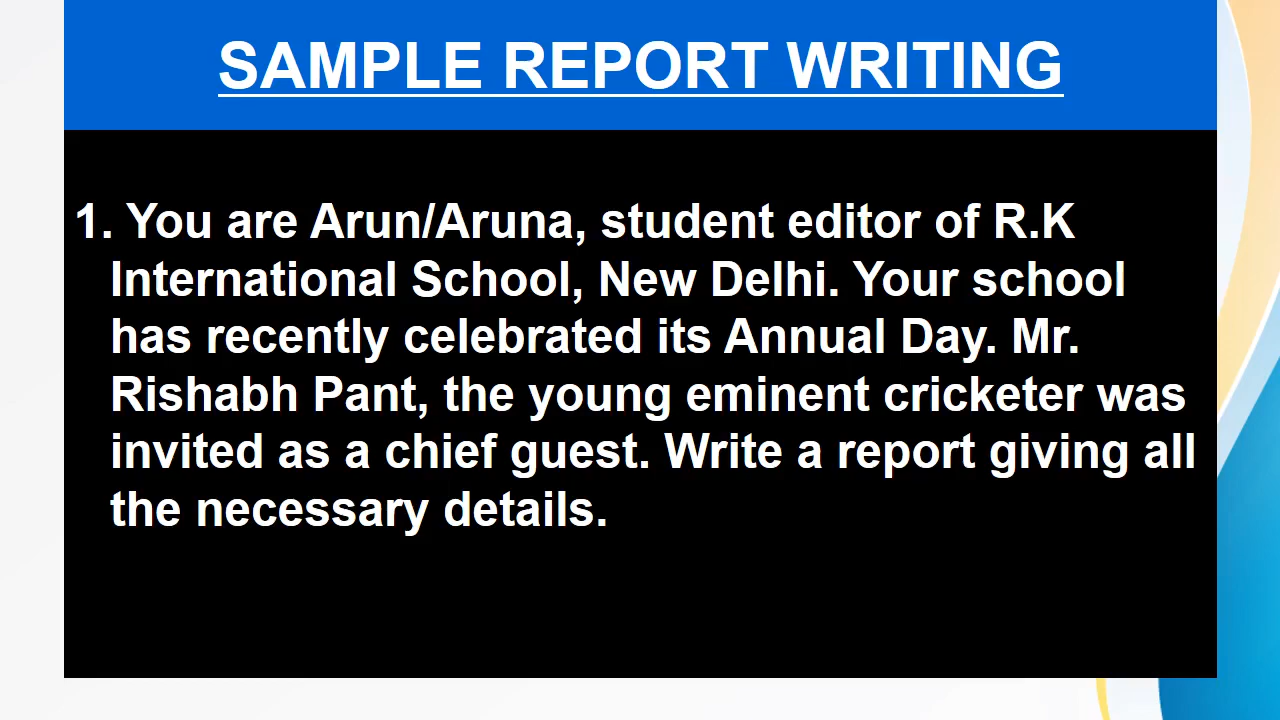 SAMPLE REPORT WRITING
1. You are Arun/Aruna, student editor of R.K
International School, New Delhi. Your school
has recently celebrated its Annual Day. Mr.
Rishabh Pant, the young eminent cricketer was
invited as a chief guest. Write a report giving all
the necessary details.